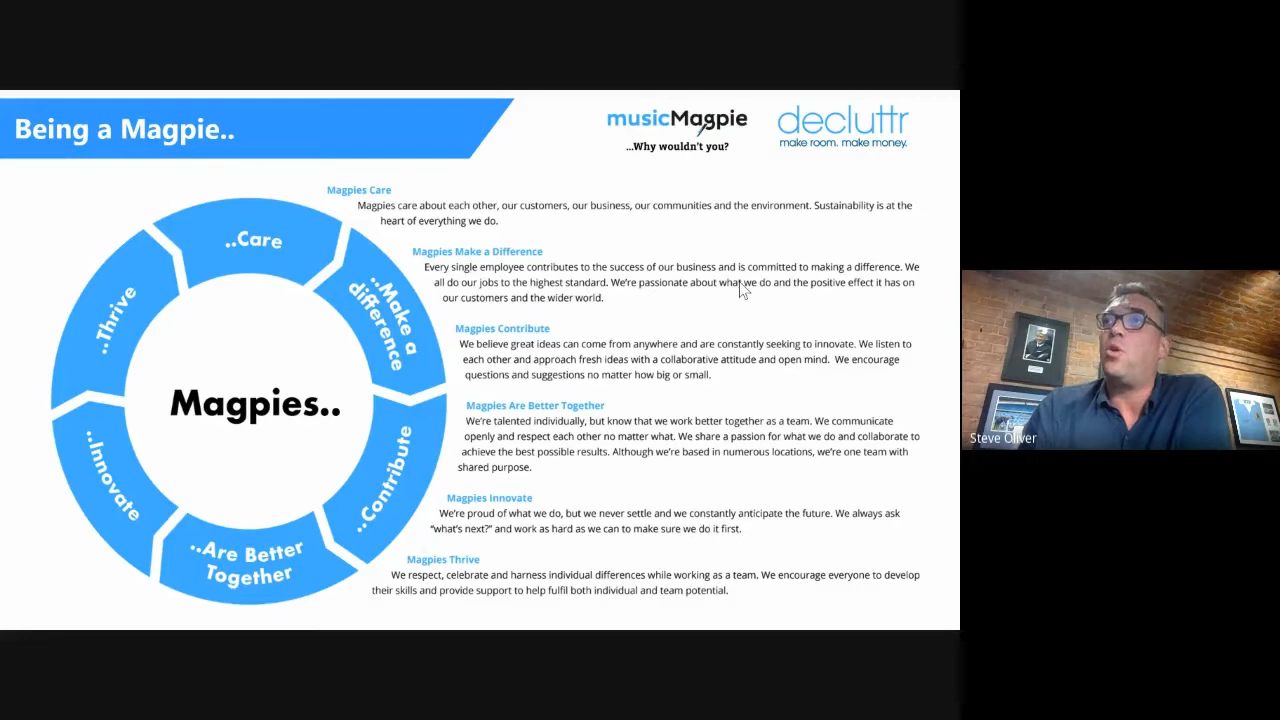 Being a Magpie..
musicMagpie
...Why wouldn't you?
decluttr
make room. make money.
Magpies Care
Magpies care about each other, our customers, our business, our communities and the environment. Sustainability is at the
heart of everything we do.
Magpies Make a Difference
Every single employee contributes to the success of our business and is committed to making a difference. We
all do our jobs to the highest standard. We're passionate about what we do and the positive effect it has on
our customers and the wider world.
Magpies Contribute
We believe great ideas can come from anywhere and are constantly seeking to innovate. We listen to
each other and approach fresh ideas with a collaborative attitude and open mind. We encourage
questions and suggestions no matter how big or small.
Magpies Are Better Together
We're talented individually, but know that we work better together as a team. We communicate
openly and respect each other no matter what. We share a passion for what we do and collaborate to
achieve the best possible results. Although we're based in numerous locations, we're one team with
shared purpose.
Magpies Innovate
We're proud of what we do, but we never settle and we constantly anticipate the future. We always ask
"what's next?" and work as hard as we can to make sure we do it first.
Magpies Thrive
We respect, celebrate and harness individual differences while working as a team. We encourage everyone to develop
their skills and provide support to help fulfil both individual and team potential.
Magpies..
..Care
..Make a
difference
..Contribute
..Are Better
Together
..Innovate
..Thrive
Steve Oliver